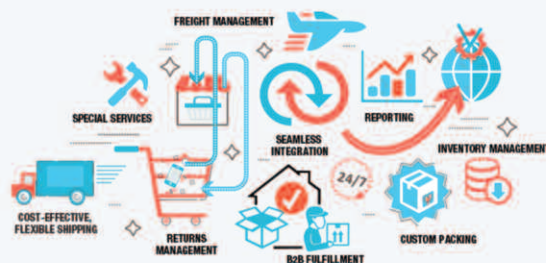 FREIGHT MANAGEMENT
SPECIAL SERVICES
SEAMLESS
INTEGRATION
REPORTING
INVENTORY MANAGEMENT
24/7
COST-EFFECTIVE,
FLEXIBLE SHIPPING
RETURNS
MANAGEMENT
B2B FULFILLMENT
CUSTOM PACKING